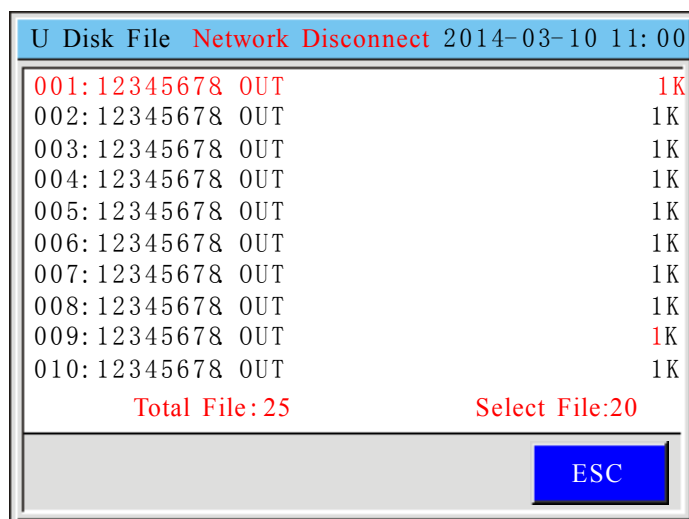 U Disk File Network Disconnect 2014-03-10 11:00
001:12345678.OUT 1K
002:12345678.OUT 1K
003:12345678.OUT 1K
004:12345678.OUT 1K
005:12345678.OUT 1K
006:12345678.OUT 1K
007:12345678.OUT 1K
008:12345678.OUT 1K
009:12345678.OUT 1K
010:12345678.OUT 1K
Total File:25 Select File:20
ESC